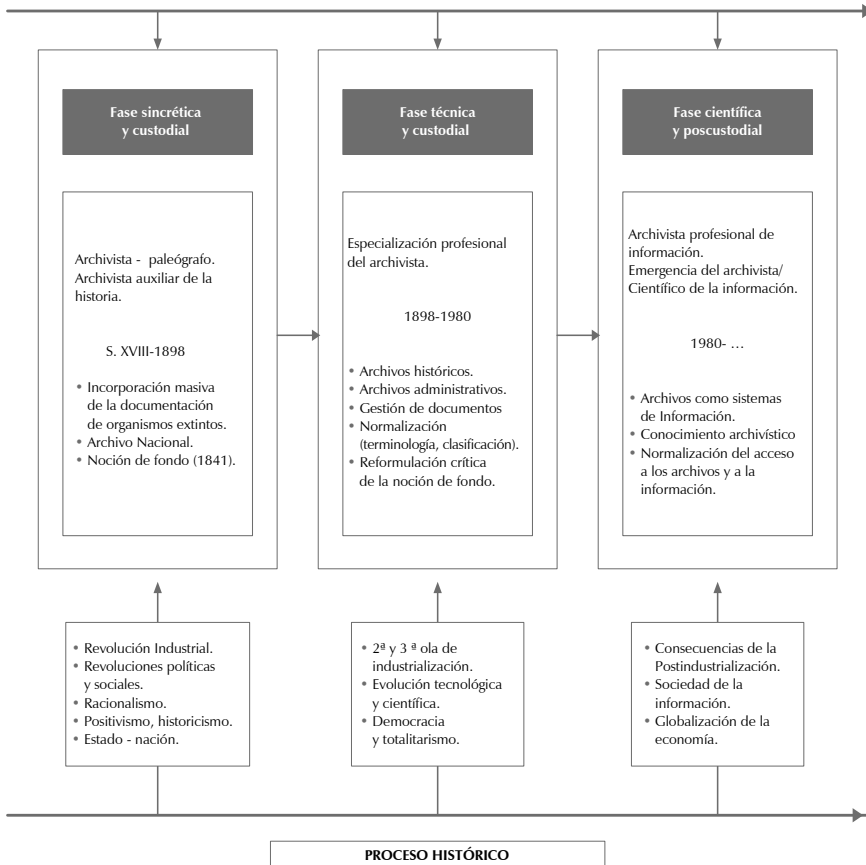 Fase sincrética
y custodial
Archivista - paleógrafo.
Archivista auxiliar de la
historia.
S. XVIII-1898
• Incorporación masiva
de la documentación
de organismos extintos.
• Archivo Nacional.
• Noción de fondo (1841).
• Revolución Industrial.
• Revoluciones políticas
y sociales.
• Racionalismo.
• Positivismo, historicismo.
• Estado - nación.
Fase técnica
y custodial
Especialización profesional
del archivista.
1898-1980
• Archivos históricos.
• Archivos administrativos.
• Gestión de documentos
• Normalización
(terminología, clasificación).
• Reformulación crítica
de la noción de fondo.
• 2ª y 3 ª ola de
industrialización.
• Evolución tecnológica
y científica.
• Democracia
y totalitarismo.
Fase científica
y poscustodial
Archivista profesional de
información.
Emergencia del archivista/
Científico de la información.
1980- ...
• Archivos como sistemas
de Información.
• Conocimiento archivístico
• Normalización del acceso
a los archivos y a la
información.
• Consecuencias de la
Postindustrialización.
• Sociedad de la
información.
• Globalización de la
economía.
PROCESO HISTÓRICO